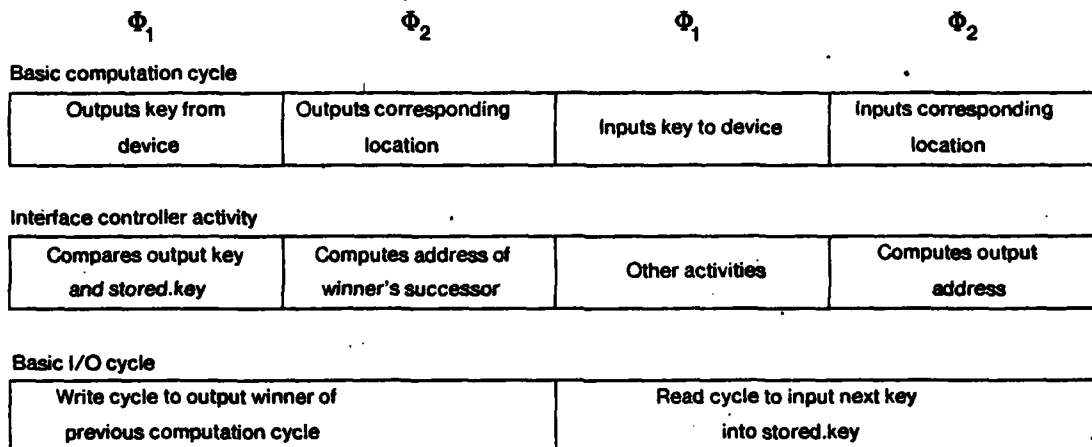 Φ1 Φ2 Φ1 Φ2
Basic computation cycle
Outputs key from Outputs corresponding Inputs key to device Inputs corresponding
device location location
Interface controller activity
Compares output key Computes address of Other activities Computes output
and stored.key winner's successor address
Basic I/O cycle
Write cycle to output winner of Read cycle to input next key
previous computation cycle into stored.key